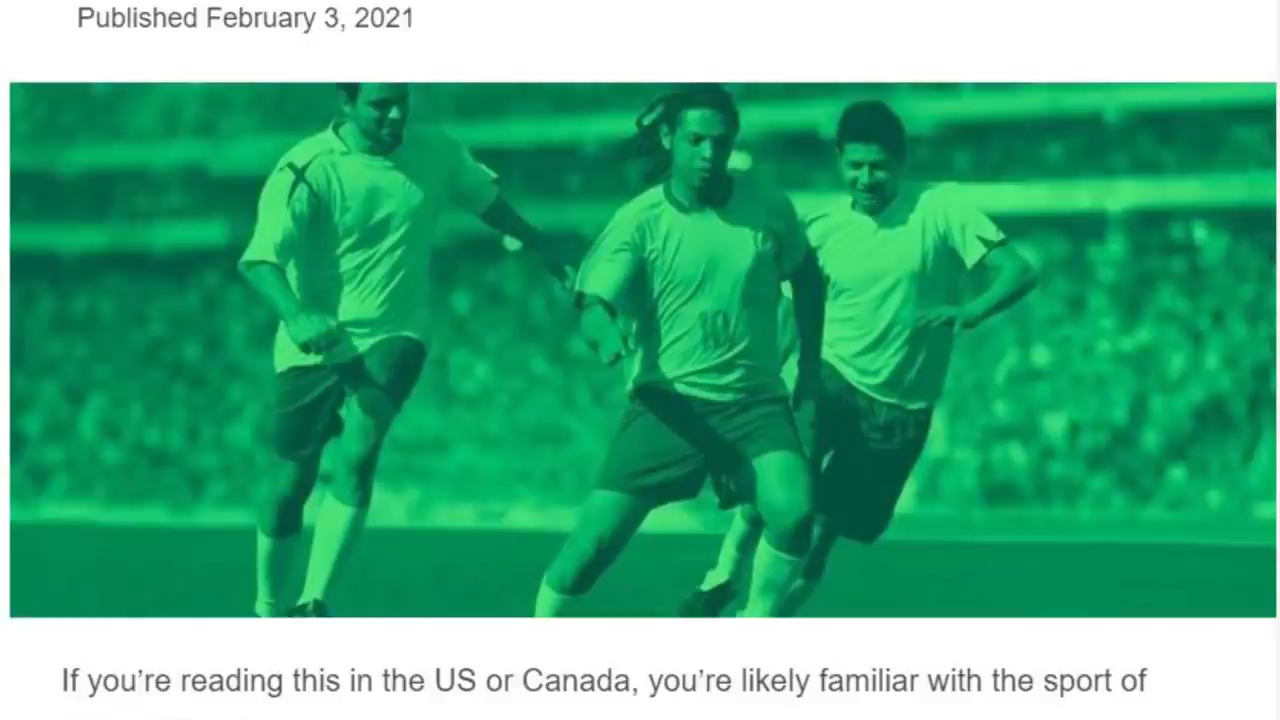 Published February 3, 2021
If you’re reading this in the US or Canada, you’re likely familiar with the sport of